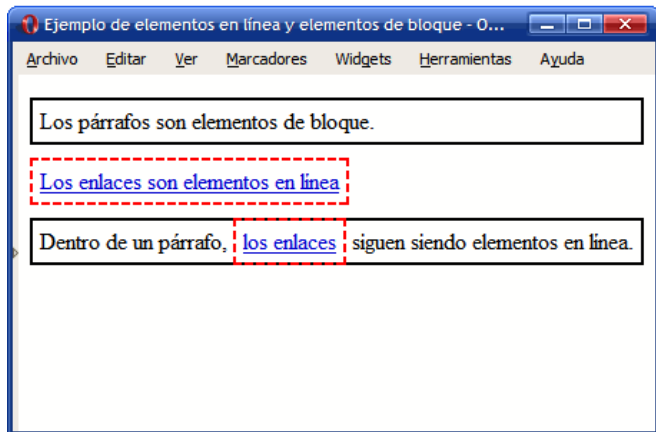 Ejemplo de elementos en línea y elementos de bloque - O...
Archivo Editar Ver Marcadores Widgets Herramientas Ayuda
Los párrafos son elementos de bloque.
Los enlaces son elementos en línea
Dentro de un párrafo, los enlaces siguen siendo elementos en línea.